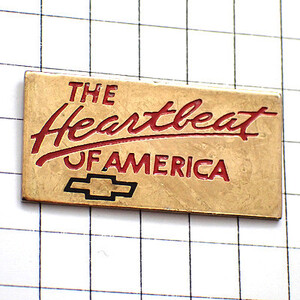 THE
Heartbeat
OF AMERICA